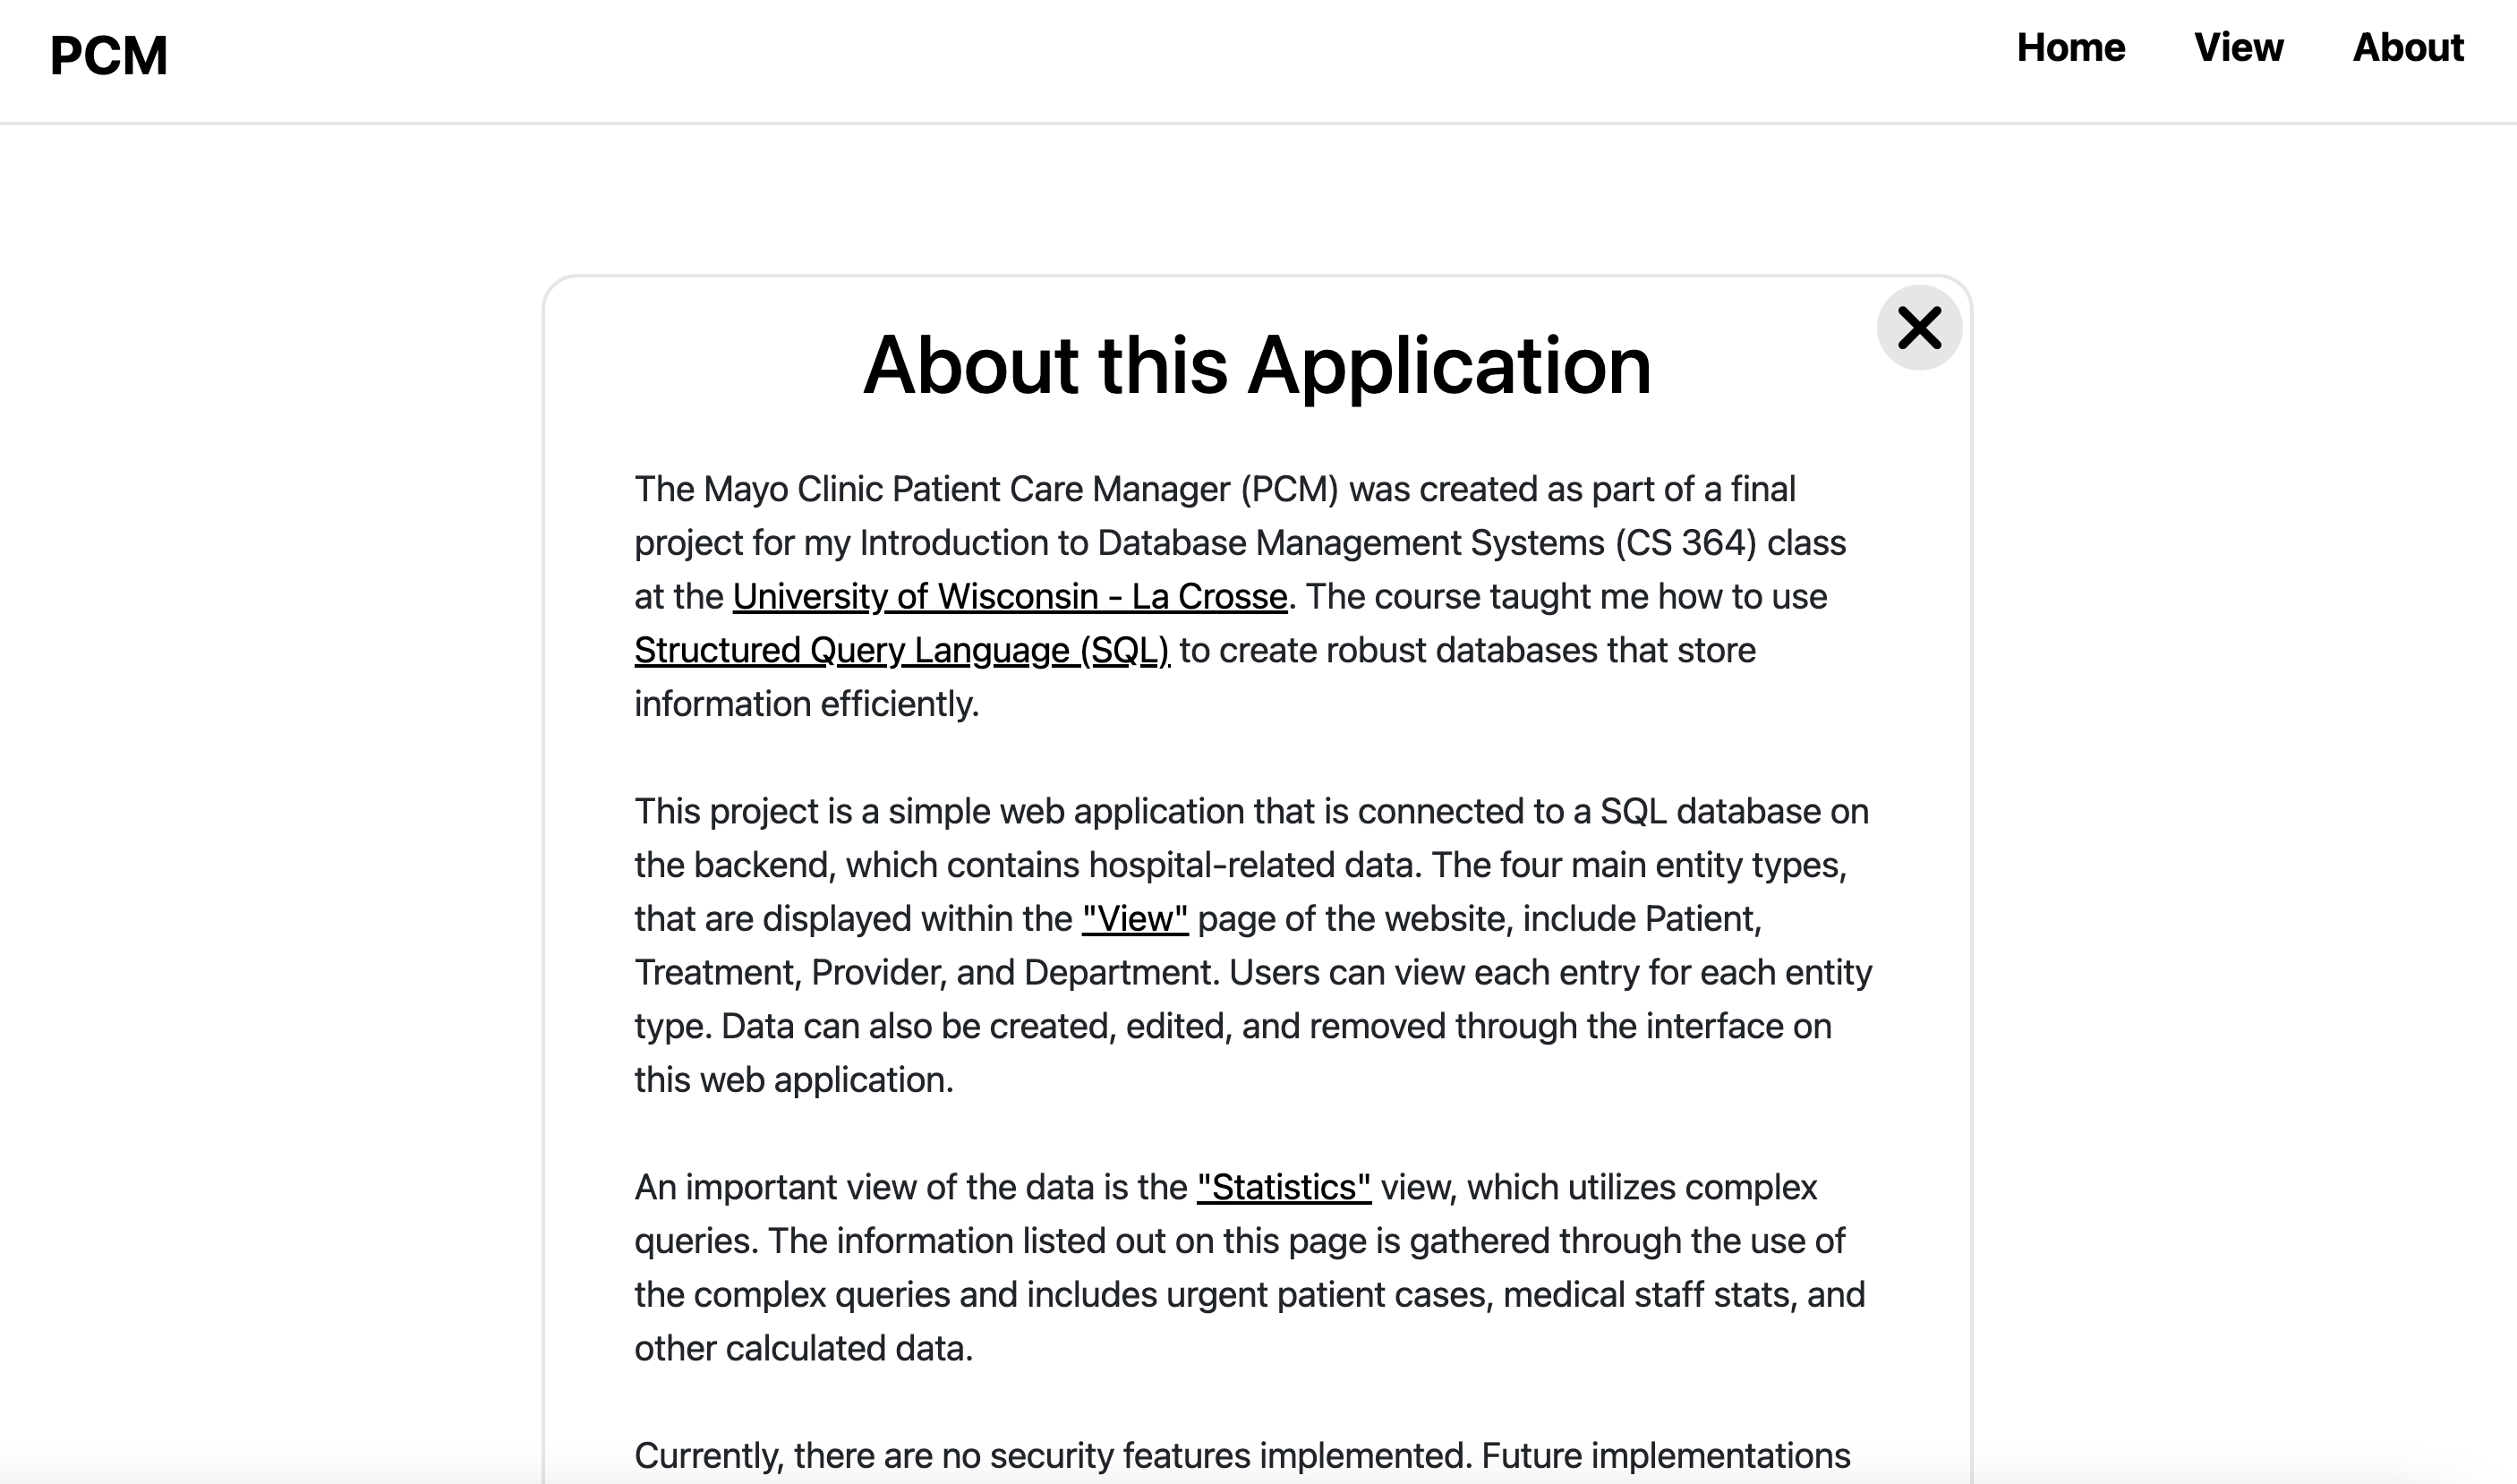 PCM
Home View About
About this Application
The Mayo Clinic Patient Care Manager (PCM) was created as part of a final
project for my Introduction to Database Management Systems (CS 364) class
at the University of Wisconsin - La Crosse. The course taught me how to use
Structured Query Language (SQL) to create robust databases that store
information efficiently.
This project is a simple web application that is connected to a SQL database on
the backend, which contains hospital-related data. The four main entity types,
that are displayed within the "View" page of the website, include Patient,
Treatment, Provider, and Department. Users can view each entry for each entity
type. Data can also be created, edited, and removed through the interface on
this web application.
An important view of the data is the "Statistics" view, which utilizes complex
queries. The information listed out on this page is gathered through the use of
the complex queries and includes urgent patient cases, medical staff stats, and
other calculated data.
Currently, there are no security features implemented. Future implementations